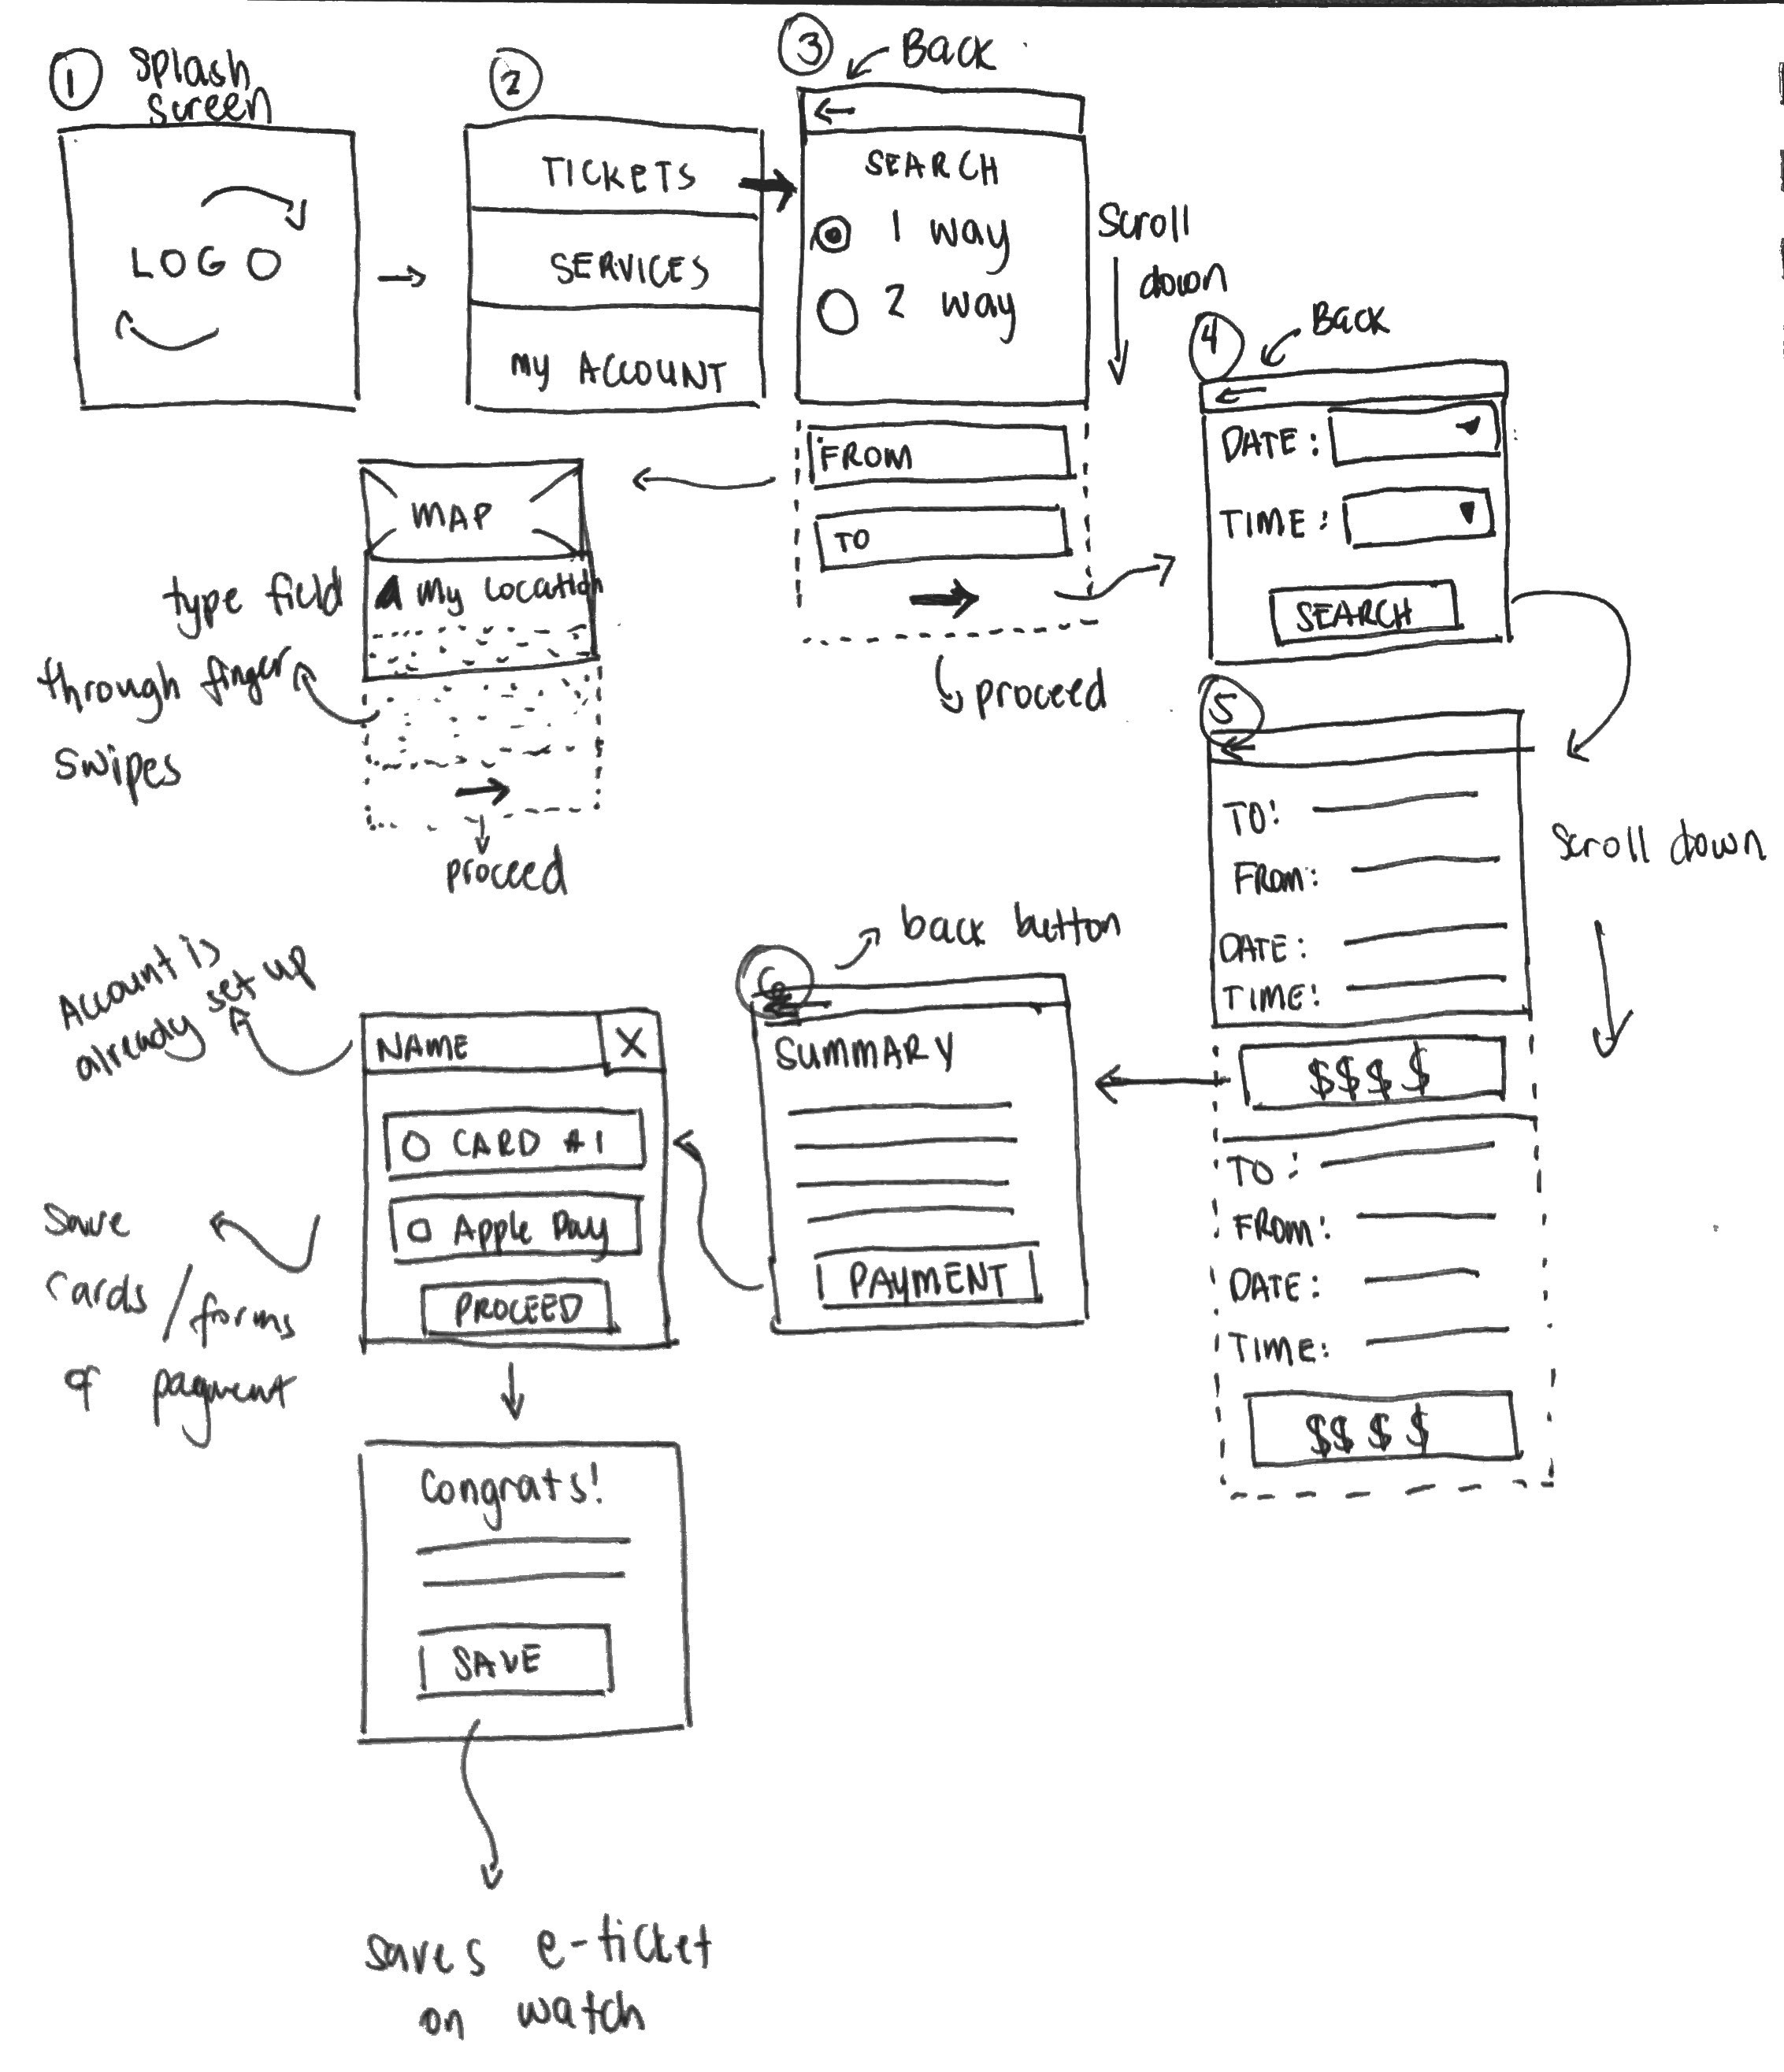 1
Splash
Screen
LOGO
2
TICKETS
SERVICES
MY ACCOUNT
3
Back
SEARCH
1 way
2 way
Scroll
down
FROM
TO
proceed
MAP
My Location
type field
through finger
swipes
proceed
4
Back
DATE:
TIME:
SEARCH
5
TO:
FROM:
DATE:
TIME:
$$$$
Scroll down
TO:
FROM:
DATE:
TIME:
$$$$
6
back button
SUMMARY
PAYMENT
Account is
already set up
NAME X
CARD #1
Apple Pay
PROCEED
Save
cards/forms
of payment
Congrats!
SAVE
saves e-ticket
on watch